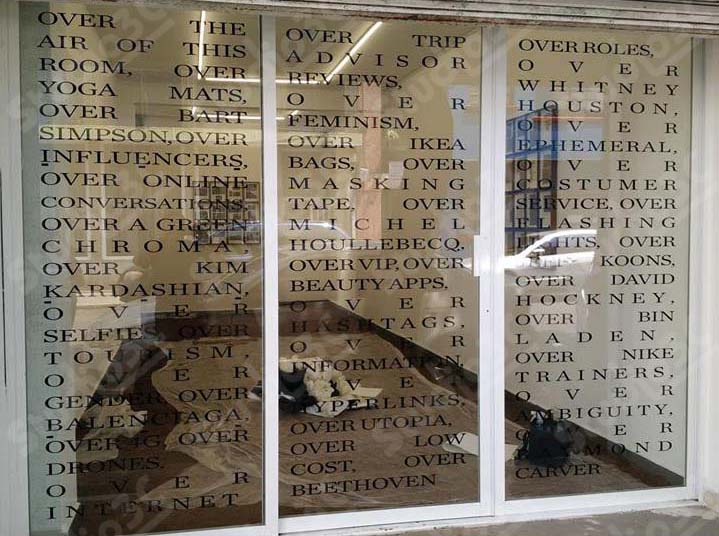 OVER THE
AIR OF THIS
ROOM, OVER
YOGA MATS,
OVER BART
SIMPSON, OVER
INFLUENCERS,
OVER ONLINE
CONVERSATIONS
OVER A GREEN
CHROMA
OVER KIM
KARDASHIAN,
OVER
SELFIES OVER
TOURISM,
OVER
GENDER OVER
BALENCIAGA,
OVER 4G, OVER
DRONES.
OVER
INTERNET
OVER TRIP
ADVISOR
REVIEWS,
OVER
FEMINISM,
OVER IKEA
BAGS, OVER
MASKING
TAPE, OVER
MICHEL
HOULLEBECQ,
OVER VIP, OVER
BEAUTY APPS,
OVER
HASHTAGS,
OVER
INFORMATION,
OVER
HYPERLINKS,
OVER UTOPIA,
OVER LOW
COST, OVER
BEETHOVEN
OVER ROLES,
OVER
WHITNEY
HOUSTON,
OVER
EPHEMERAL,
OVER
COSTUMER
SERVICE, OVER
FLASHING
LIGHTS, OVER
JEFF KOONS,
OVER DAVID
HOCKNEY,
OVER BIN
LADEN,
OVER NIKE
TRAINERS,
OVER
AMBIGUITY,
OVER
RAYMOND
CARVER